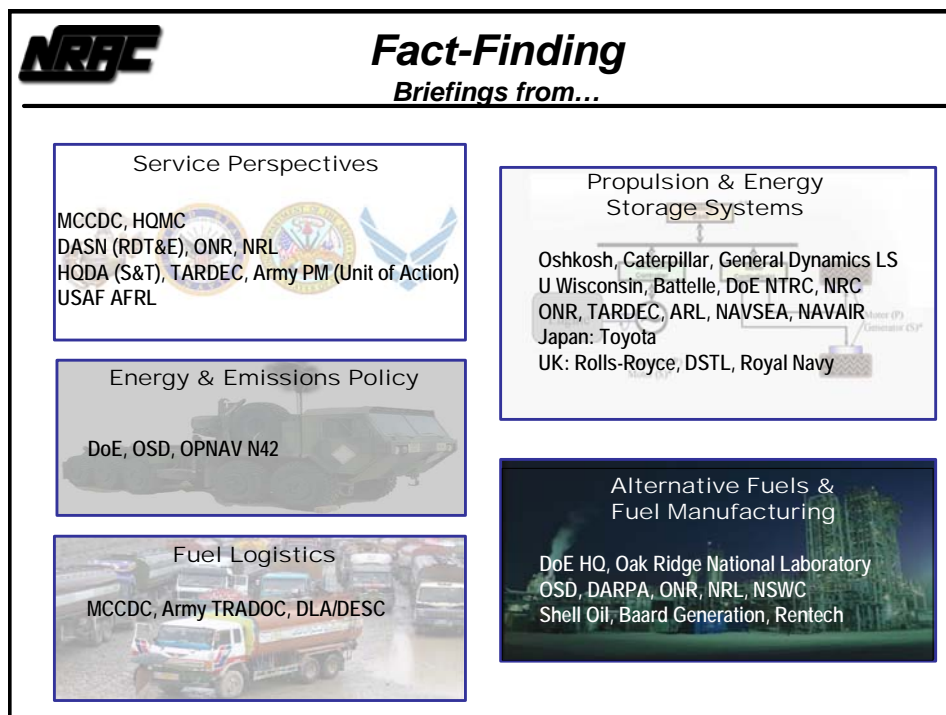 NRAC
Fact-Finding
Briefings from…
Service Perspectives
MCCDC, HQMC
DASN (RDT&E), ONR, NRL
HQDA (S&T), TARDEC, Army PM (Unit of Action)
USAF AFRL
Energy & Emissions Policy
DoE, OSD, OPNAV N42
Fuel Logistics
MCCDC, Army TRADOC, DLA/DESC
Propulsion & Energy
Storage Systems
Oshkosh, Caterpillar, General Dynamics LS
U Wisconsin, Battelle, DoE NTRC, NRC
ONR, TARDEC, ARL, NAVSEA, NAVAIR
Motor (P)
Generator (S)*
Japan: Toyota
UK: Rolls-Royce, DSTL, Royal Navy
Alternative Fuels &
Fuel Manufacturing
DoE HQ, Oak Ridge National Laboratory
OSD, DARPA, ONR, NRL, NSWC
Shell Oil, Baard Generation, Rentech